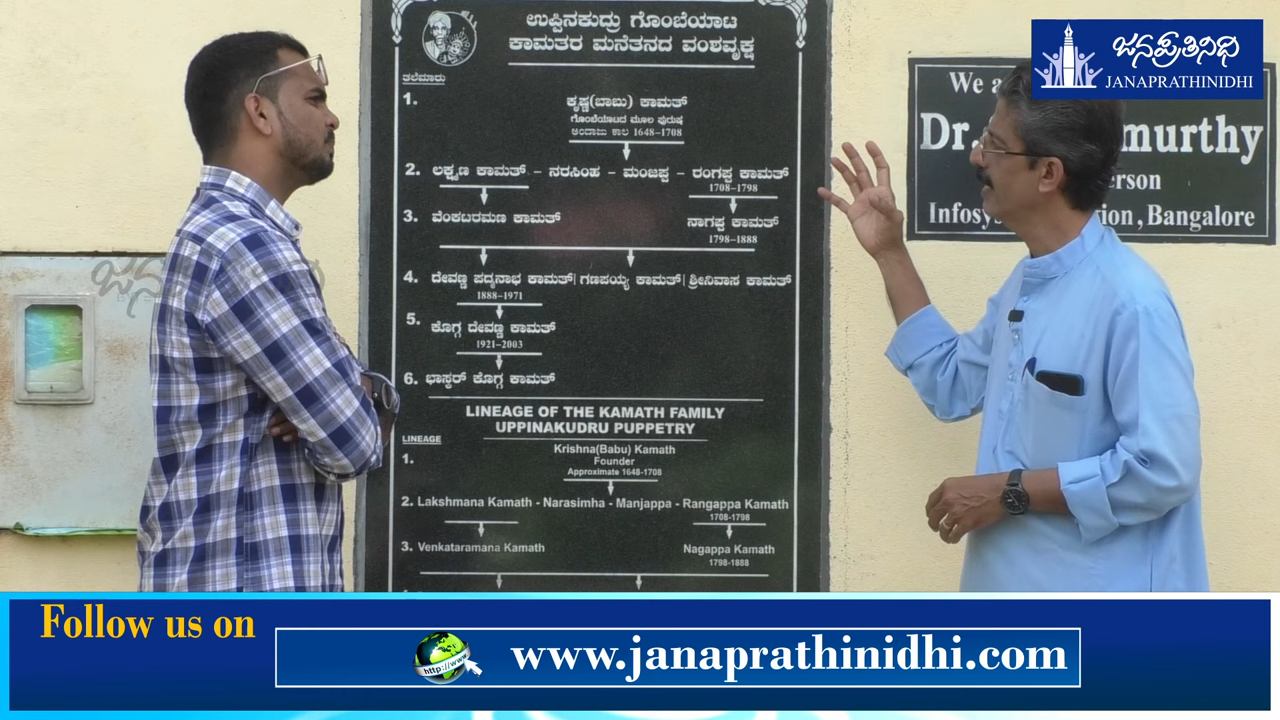 ಉಪ್ಪಿನಕುದ್ರು ಗೊಂಬೆಯಾಟ
ಕಾಮತರ ಮನೆತನದ ವಂಶವೃಕ್ಷ
ತಲೆಮಾರು
1.
ಕೃಷ್ಣ(ಬಾಬು) ಕಾಮತ್
ಗೊಂಬೆಯಾಟದ ಮೂಲ ಪುರುಷ
ಅಂದಾಜು ಕಾಲ 1648-1708
2. ಲಕ್ಷ್ಮಣ ಕಾಮತ್ - ನರಸಿಂಹ - ಮಂಜಪ್ಪ - ರಂಗಪ್ಪ ಕಾಮತ್
1708-1798
3. ವೆಂಕಟರಮಣ ಕಾಮತ್ ನಾಗಪ್ಪ ಕಾಮತ್
1798-1888
4. ದೇವಣ್ಣ ಪದ್ಮನಾಭ ಕಾಮತ್| ಗಣಪಯ್ಯ ಕಾಮತ್| ಶ್ರೀನಿವಾಸ ಕಾಮತ್
1888-1971
5. ಕೊಗ್ಗ ದೇವಣ್ಣ ಕಾಮತ್
1921-2003
6. ಭಾಸ್ಕರ್ ಕೊಗ್ಗ ಕಾಮತ್
LINEAGE OF THE KAMATH FAMILY
UPPINAKUDRU PUPPETRY
LINEAGE
1.
Krishna(Babu) Kamath
Founder
Approximate 1648-1708
2. Lakshmana Kamath - Narasimha - Manjappa - Rangappa Kamath
1708-1798
3. Venkataramana Kamath Nagappa Kamath
1798-1888
We a
Dr. murthy
erson
Infosy ion, Bangalore
ಜನಪ್ರತಿನಿಧಿ
JANAPRATHINIDHI
Follow us on
http://www.
www.janaprathinidhi.com